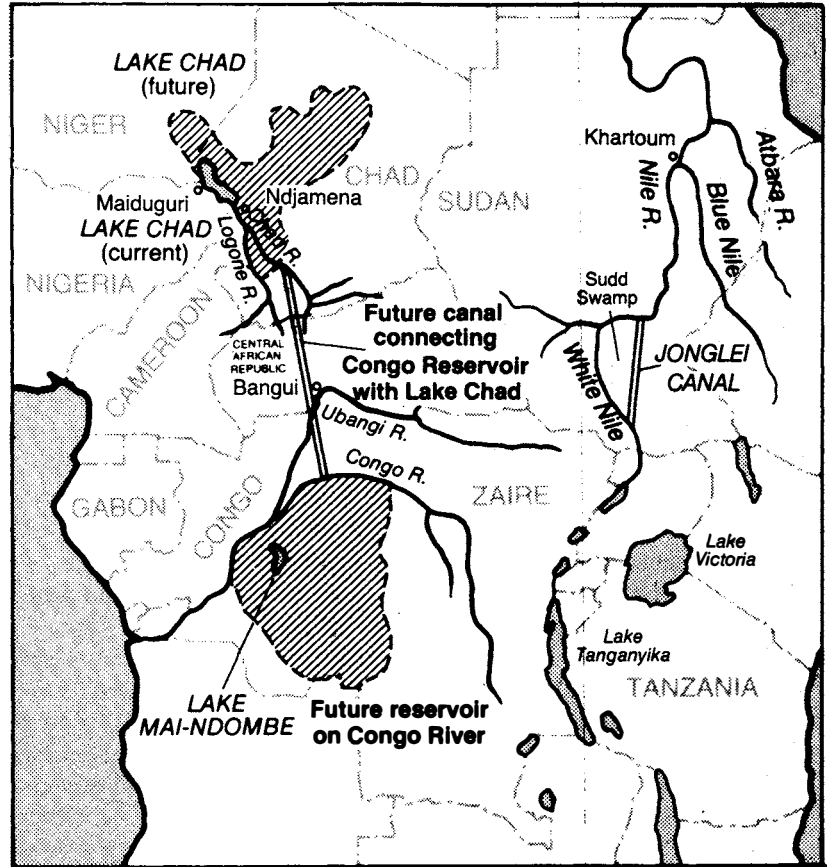 LAKE CHAD
(future)
NIGER
Khartoum
Atbara R.
Nile R.
Blue Nile
CHAD
SUDAN
Ndjamena
Maiduguri
LAKE CHAD
(current)
Logone R.
NIGERIA
Sudd
Swamp
CAMEROON
Future canal
connecting
Congo Reservoir
with Lake Chad
CENTRAL
AFRICAN
REPUBLIC
Bangui
White Nile
JONGLEI
CANAL
Ubangi R.
Congo R.
ZAIRE
GABON
CONGO
Lake
Victoria
Lake
Tanganyika
TANZANIA
LAKE
MAI-NDOMBE
Future reservoir
on Congo River